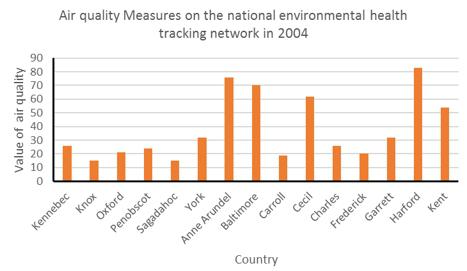 Air quality Measures on the national environmental health
tracking network in 2004
Value of air quality
90
80
70
60
50
40
30
20
10
0
Kennebec
Knox
Oxford
Penobscot
Sagadahoc
York
Anne Arundel
Baltimore
Carroll
Cecil
Charles
Frederick
Garrett
Harford
Kent
Country